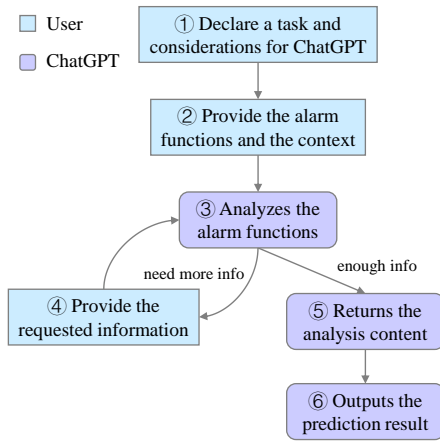 User
ChatGPT
① Declare a task and
considerations for ChatGPT
② Provide the alarm
functions and the context
③ Analyzes the
alarm functions
need more info
enough info
④ Provide the
requested information
⑤ Returns the
analysis content
⑥ Outputs the
prediction result